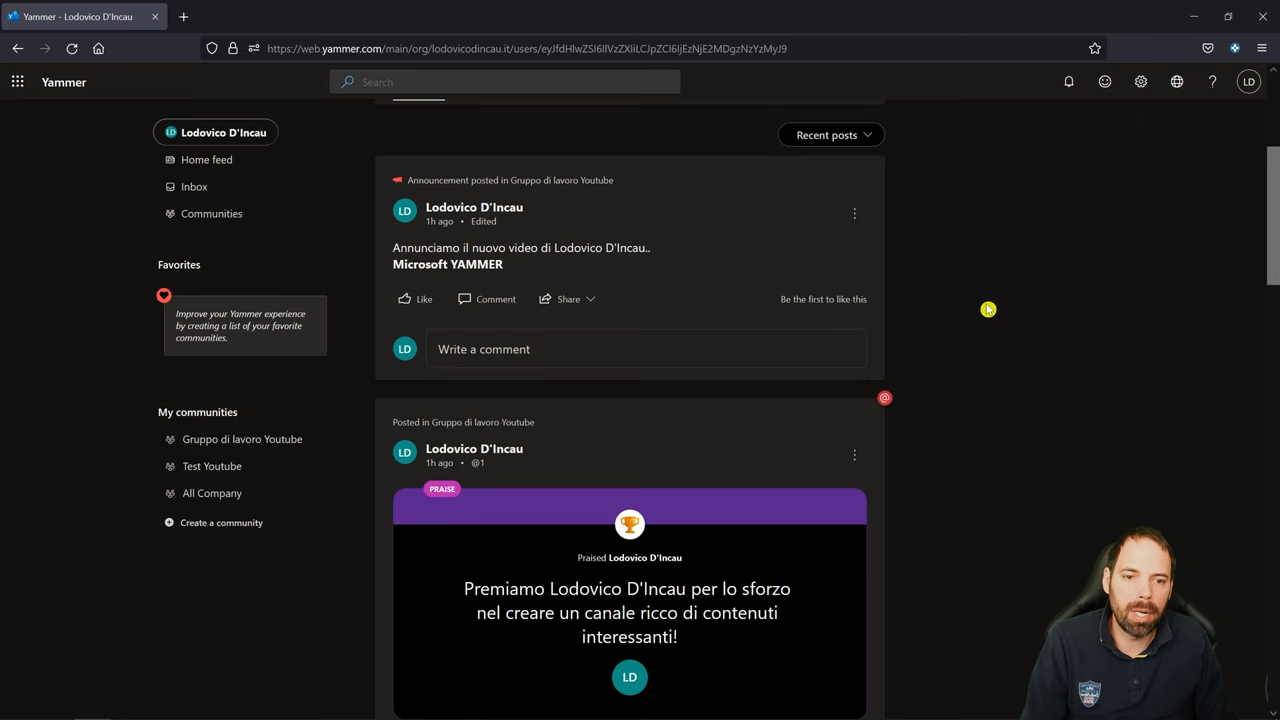 Yammer - Lodovico D'Incau
https://web.yammer.com/main/org/lodovicodincau.it/users/eyJfdHlwZSI6IlVzZXIiLCJpZCI6IjEzNjE2MDgzNzYzMyJ9
Yammer
Search
LD
LD Lodovico D'Incau
Home feed
Inbox
Communities
Favorites
Improve your Yammer experience
by creating a list of your favorite
communities.
My communities
Gruppo di lavoro Youtube
Test Youtube
All Company
Create a community
Recent posts
Announcement posted in Gruppo di lavoro Youtube
LD
Lodovico D'Incau
1h ago • Edited
Annunciamo il nuovo video di Lodovico D'Incau..
Microsoft YAMMER
Like Comment Share Be the first to like this
LD Write a comment
@
Posted in Gruppo di lavoro Youtube
LD
Lodovico D'Incau
1h ago • @1
PRAISE
Praised Lodovico D'Incau
Premiamo Lodovico D'Incau per lo sforzo
nel creare un canale ricco di contenuti
interessanti!
LD